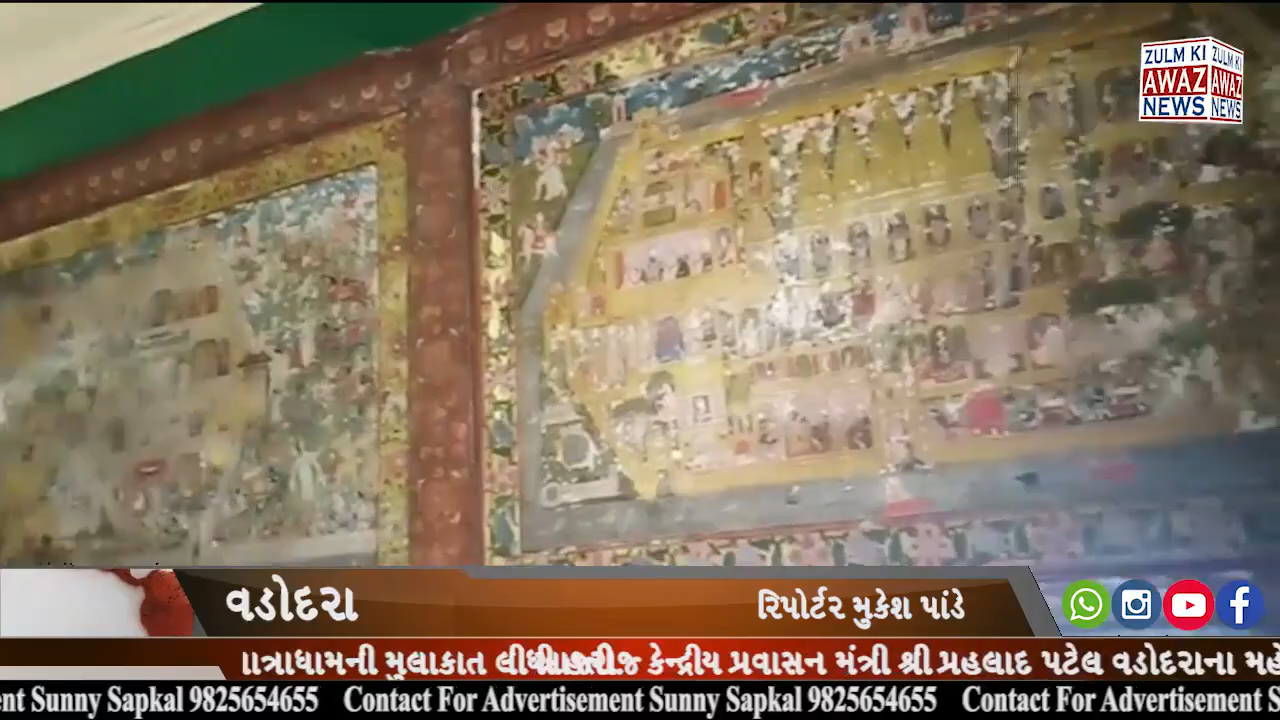 ZULM KI AWAZ NEWS
ZULM KI AWAZ NEWS
વડોદરા
રિપોર્ટર મુકેશ પાંડે
ાત્રાધામની મુલાકાત કેન્દ્રીય પ્રવાસન મંત્રી શ્રી પ્રહલાદ પટેલ વડોદરાના
ent Sunny Sapkal 9825654655 Contact For Advertisement Sunny Sapkal 9825654655 Contact For Advertisement S